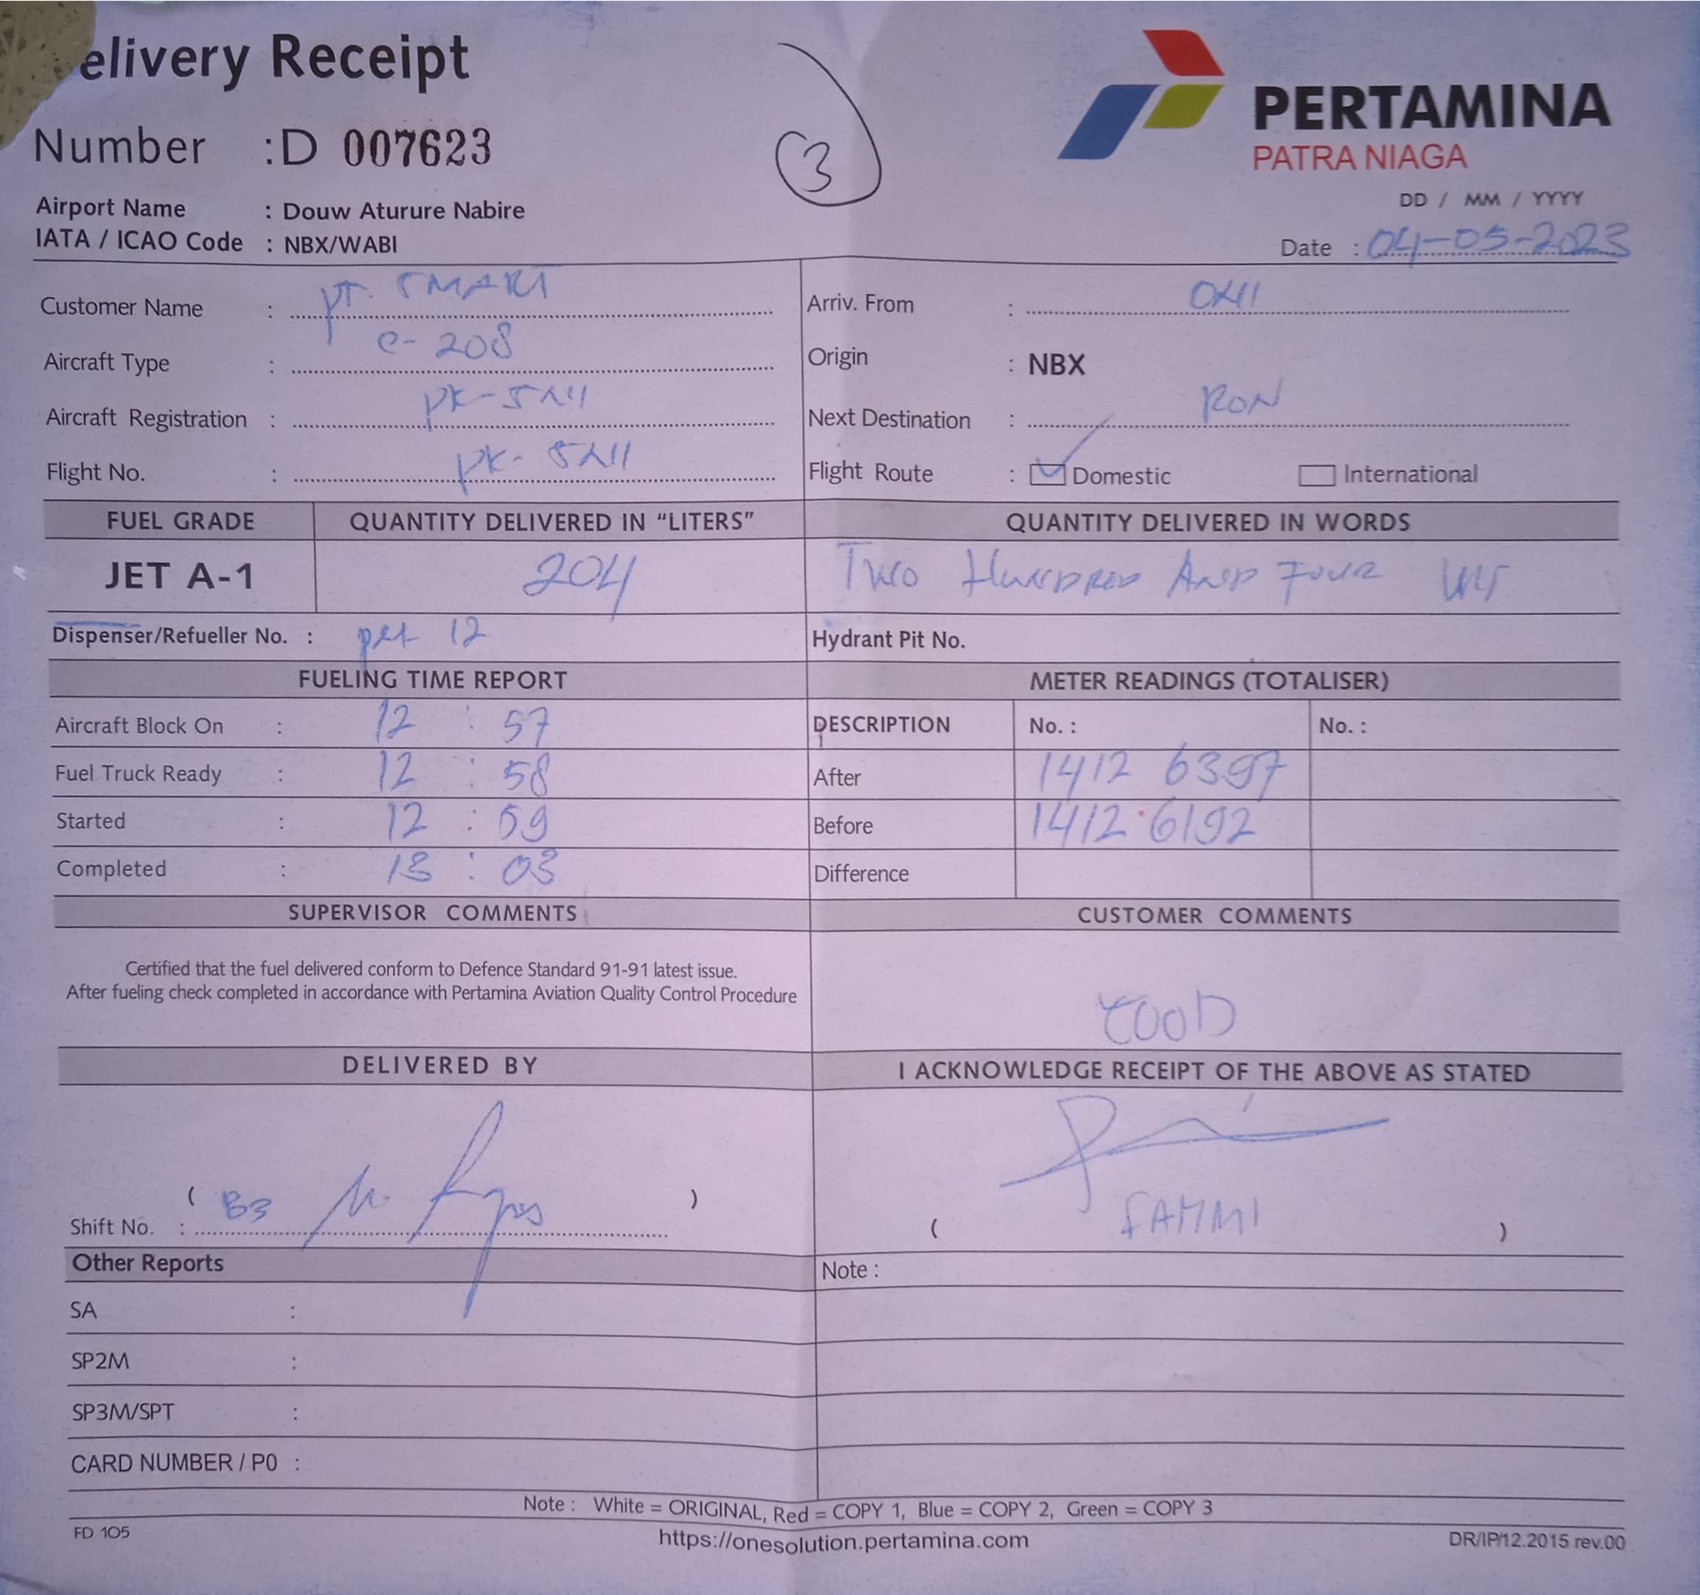 elivery Receipt
Number : D 007623
3
PERTAMINA
PATRA NIAGA
Airport Name : Douw Aturure Nabire
IATA / ICAO Code : NBX/WABI
DD / MM / YYYY
Date : 04-05-2023
Customer Name : PT. SMART
Arriv. From :
Aircraft Type : C-208
Origin : NBX
Aircraft Registration : PK-
Next Destination : RON
Flight No. : PK-
Flight Route : Domestic International
FUEL GRADE QUANTITY DELIVERED IN "LITERS" QUANTITY DELIVERED IN WORDS
JET A-1 204 Two HUNDRED AND FOUR
Dispenser/Refueller No. : 12
Hydrant Pit No.
FUELING TIME REPORT METER READINGS (TOTALISER)
Aircraft Block On : 12 : 57 DESCRIPTION No. : No. :
Fuel Truck Ready : 12 : 58 After 1412 6397
Started : 12 : 59 Before 1412 6192
Completed : 13 : 03 Difference
SUPERVISOR COMMENTS CUSTOMER COMMENTS
Certified that the fuel delivered conform to Defence Standard 91-91 latest issue.
After fueling check completed in accordance with Pertamina Aviation Quality Control Procedure
GOOD
DELIVERED BY I ACKNOWLEDGE RECEIPT OF THE ABOVE AS STATED
Shift No. : ( B3 )
( FAHMI )
Other Reports Note :
SA :
SP2M :
SP3M/SPT :
CARD NUMBER / P0 :
Note : White = ORIGINAL, Red = COPY 1, Blue = COPY 2, Green = COPY 3
FD 105 https://onesolution.pertamina.com DR/IP/12.2015 rev.00